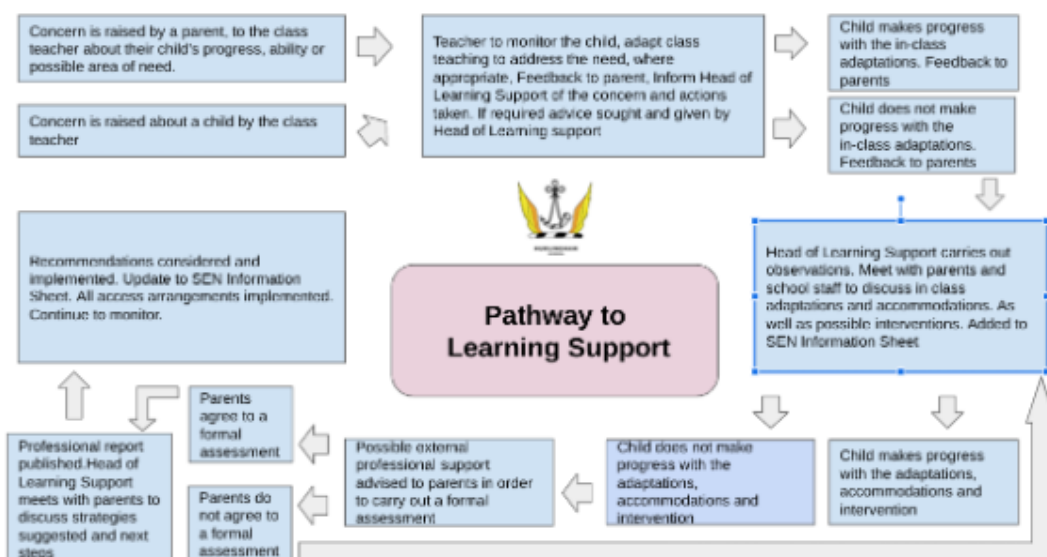 Concern is raised by a parent, to the class
teacher about their child's progress, ability or
possible area of need.
Concern is raised about a child by the class
teacher
Teacher to monitor the child, adapt class
teaching to address the need, where
appropriate, Feedback to parent, Inform Head of
Learning Support of the concern and actions
taken. If required advice sought and given by
Head of Learning support
Child makes progress
with the in-class
adaptations. Feedback to
parents
Child does not make
progress with the
in-class adaptations.
Feedback to parents
Recommendations considered and
implemented. Update to SEN Information
Sheet. All access arrangements implemented.
Continue to monitor.
Pathway to
Learning Support
Head of Learning Support carries out
observations. Meet with parents and
school staff to discuss in class
adaptations and accommodations. As
well as possible interventions. Added to
SEN Information Sheet
Professional report
published.Head of
Learning Support
meets with parents to
discuss strategies
suggested and next
steps
Parents
agree to a
formal
assessment
Parents do
not agree to
a formal
assessment
Possible external
professional support
advised to parents in order
to carry out a formal
assessment
Child does not make
progress with the
adaptations,
accommodations and
intervention
Child makes progress
with the adaptations,
accommodation and
intervention